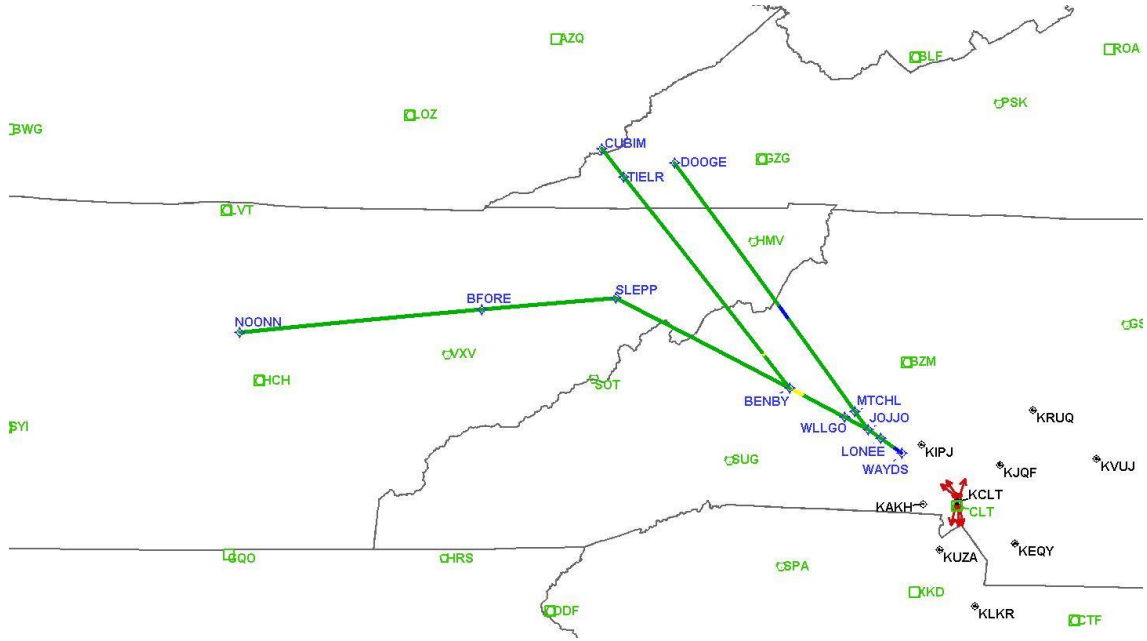 AZQ
BLF
ROA
LOZ
PSK
BWG
CUBIM
DOOGE
GZG
TIELR
LVT
HMV
SLEPP
BFORE
NOONN
GS
VXV
HCH
SOT
BZM
BENBY
MTCHL
WLLGO
JOJJO
KRUQ
SYI
LONEE
KIPJ
WAYDS
SUG
KJQF
KVUJ
KCLT
KAKH
CLT
GQO
HRS
KUZA
KEQY
SPA
XKD
ODF
KLKR
CTF